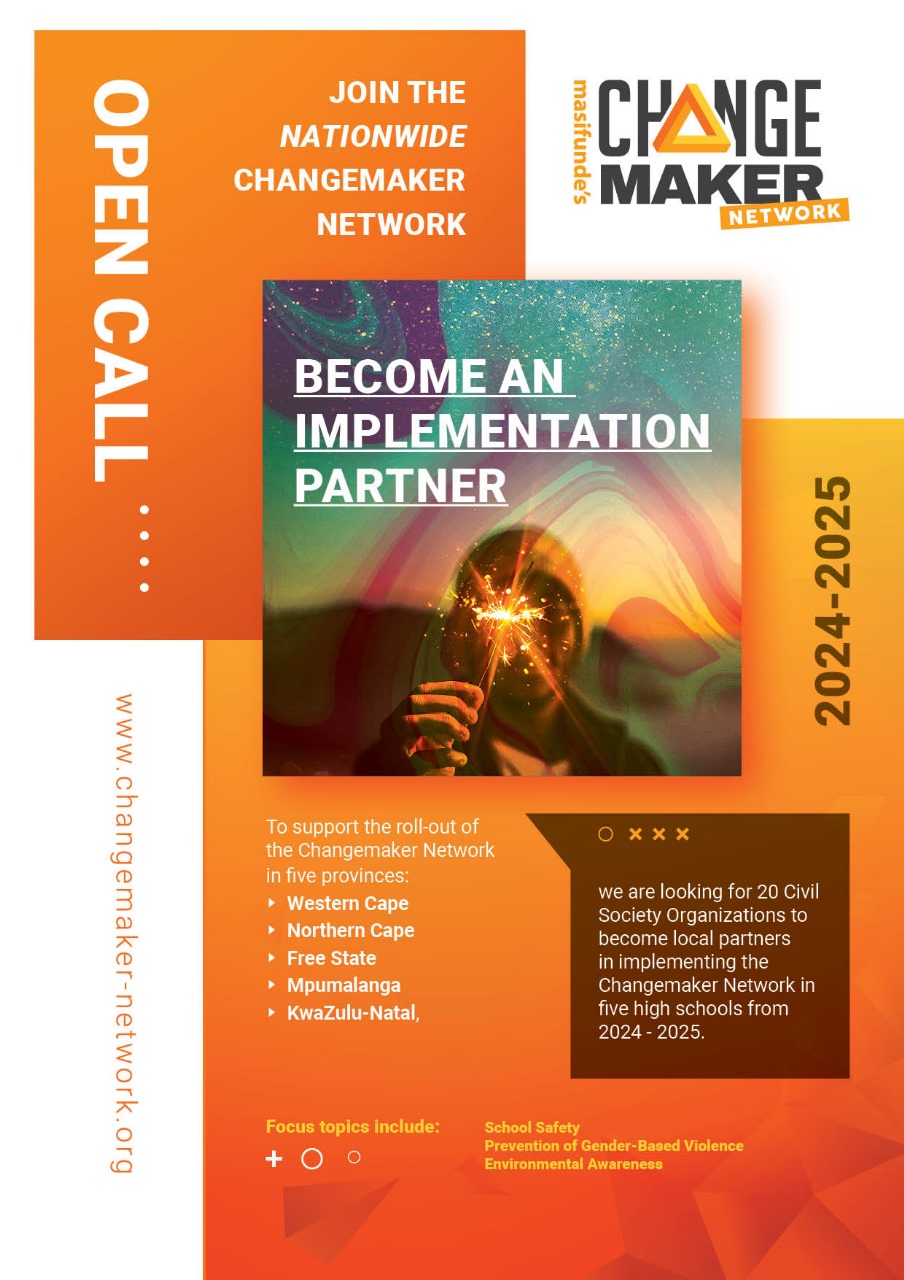 OPEN CALL
JOIN THE
NATIONWIDE
CHANGEMAKER
NETWORK
masifunde's
CHANGE
MAKER
NETWORK
BECOME AN
IMPLEMENTATION
PARTNER
2024-2025
www.changemaker-network.org
To support the roll-out of
the Changemaker Network
in five provinces:
Western Cape
Northern Cape
Free State
Mpumalanga
KwaZulu-Natal,
we are looking for 20 Civil
Society Organizations to
become local partners
in implementing the
Changemaker Network in
five high schools from
2024 - 2025.
Focus topics include:
School Safety
Prevention of Gender-Based Violence
Environmental Awareness